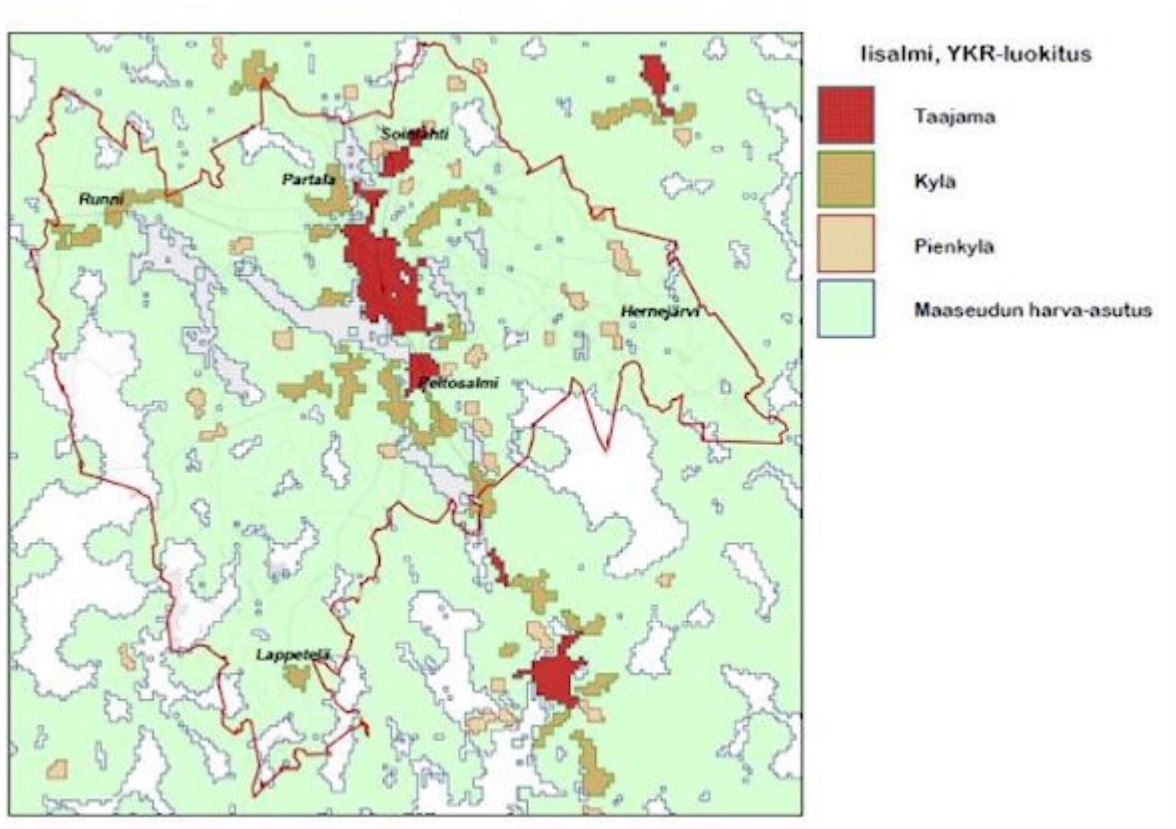 Iisalmi, YKR-luokitus
Taajama
Kylä
Pienkylä
Maaseudun harva-asutus
Soinlahti
Partala
Runni
Hernejärvi
Peltosalmi
Lappetelä